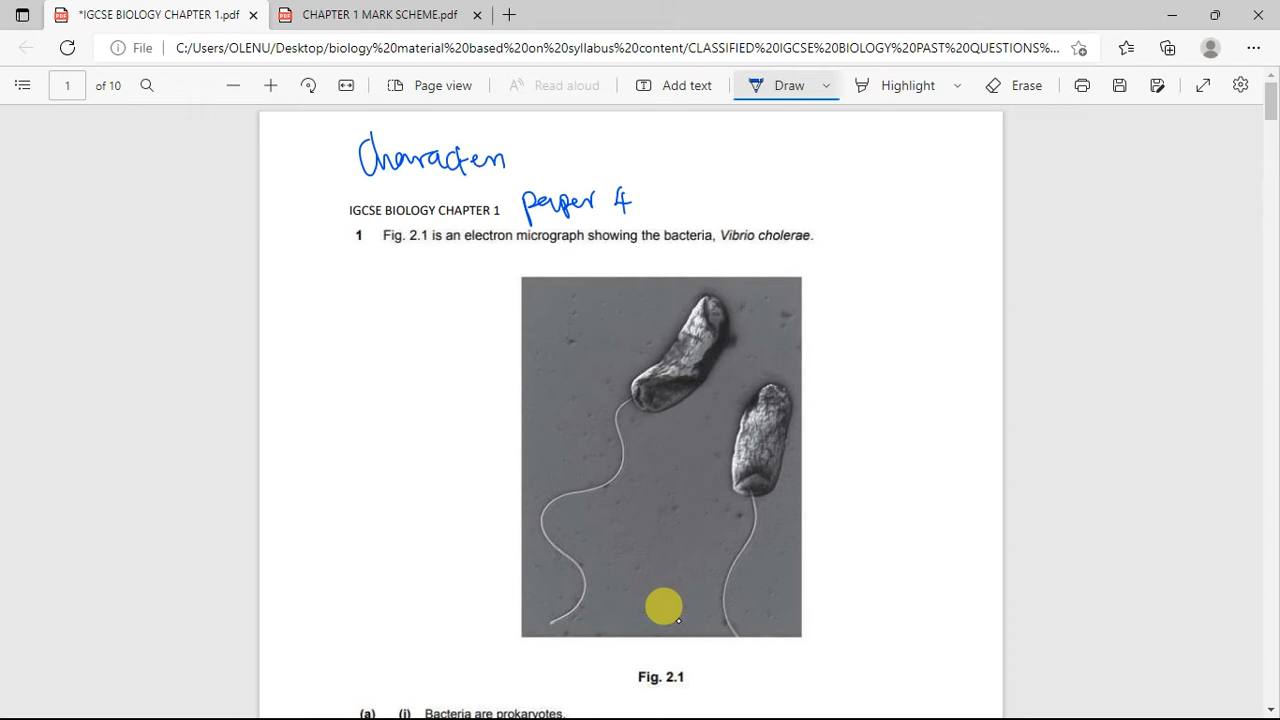 *IGCSE BIOLOGY CHAPTER 1.pdf
CHAPTER 1 MARK SCHEME.pdf
File
C:/Users/OLENU/Desktop/biology%20material%20based%20on%20syllabus%20content/CLASSIFIED%20IGCSE%20BIOLOGY%20PAST%20QUESTIONS%...
1 of 10
Page view
Read aloud
Add text
Draw
Highlight
Erase
Characten
paper 4
IGCSE BIOLOGY CHAPTER 1
1 Fig. 2.1 is an electron micrograph showing the bacteria, Vibrio cholerae.
Fig. 2.1
(a) (i) Bacteria are prokaryotes.